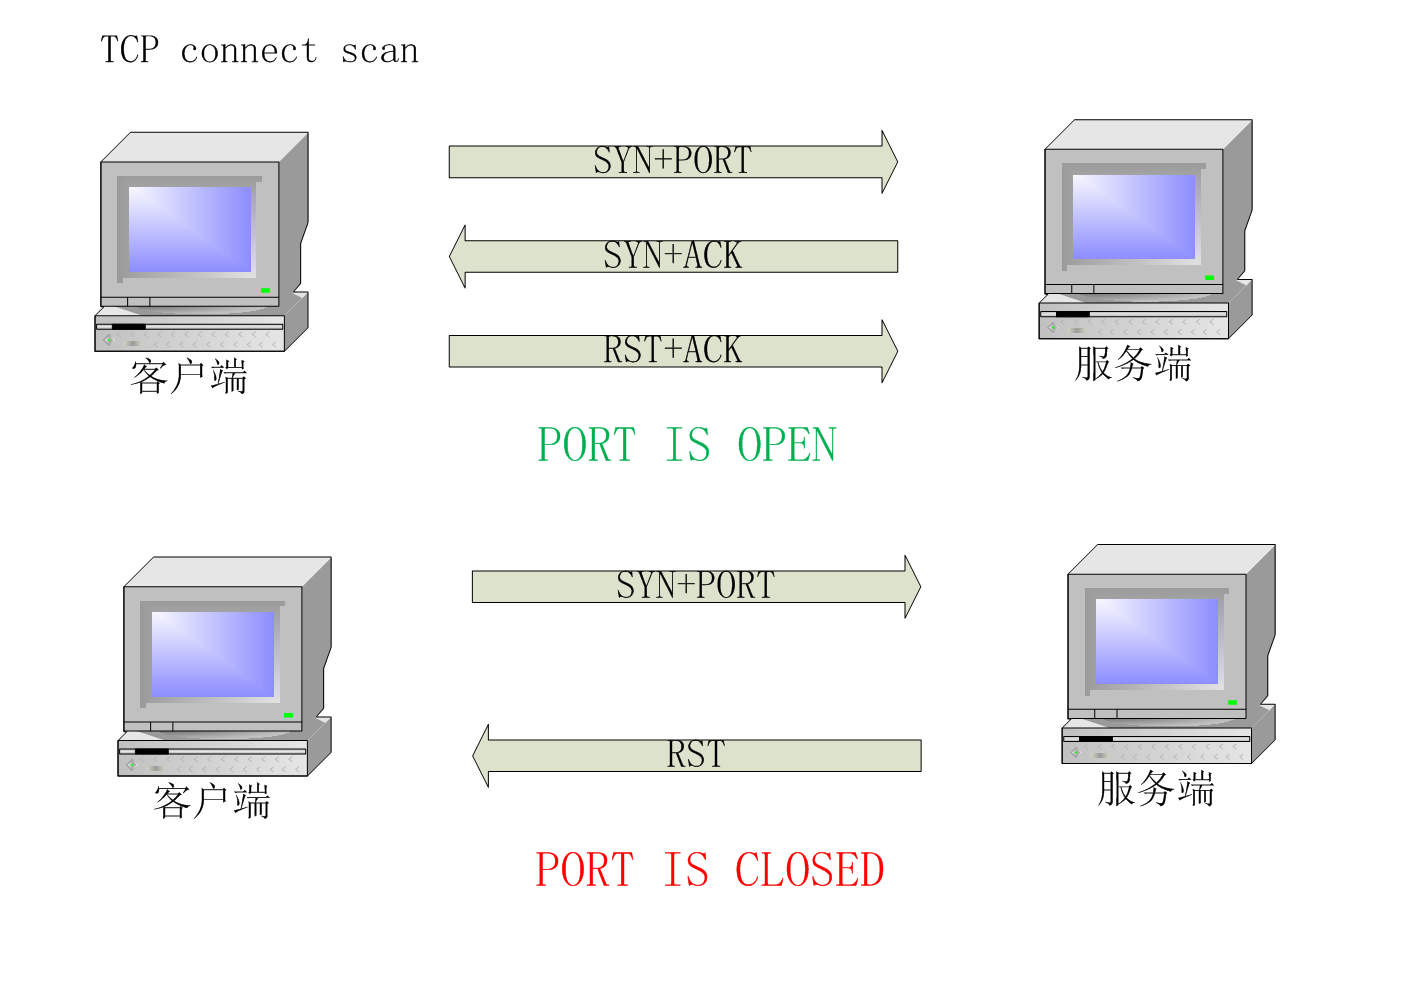 TCP connect scan
SYN+PORT
SYN+ACK
RST+ACK
客户端
服务端
PORT IS OPEN
SYN+PORT
RST
客户端
服务端
PORT IS CLOSED